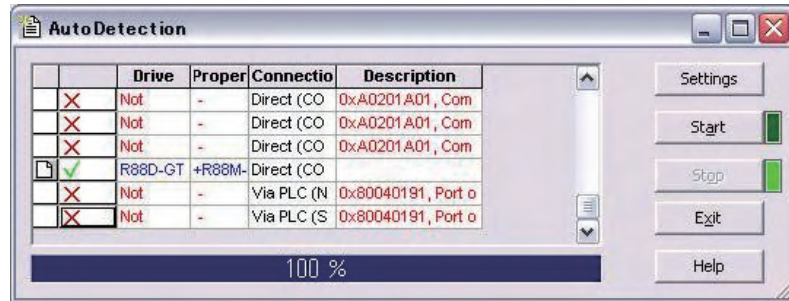 AutoDetection
Drive Proper Connectio Description
Not - Direct (CO 0xA0201A01, Com
Not - Direct (CO 0xA0201A01, Com
Not - Direct (CO 0xA0201A01, Com
R88D-GT +R88M- Direct (CO
Not - Via PLC (N 0x80040191, Port o
Not - Via PLC (S 0x80040191, Port o
100 %
Settings
Start
Stop
Exit
Help